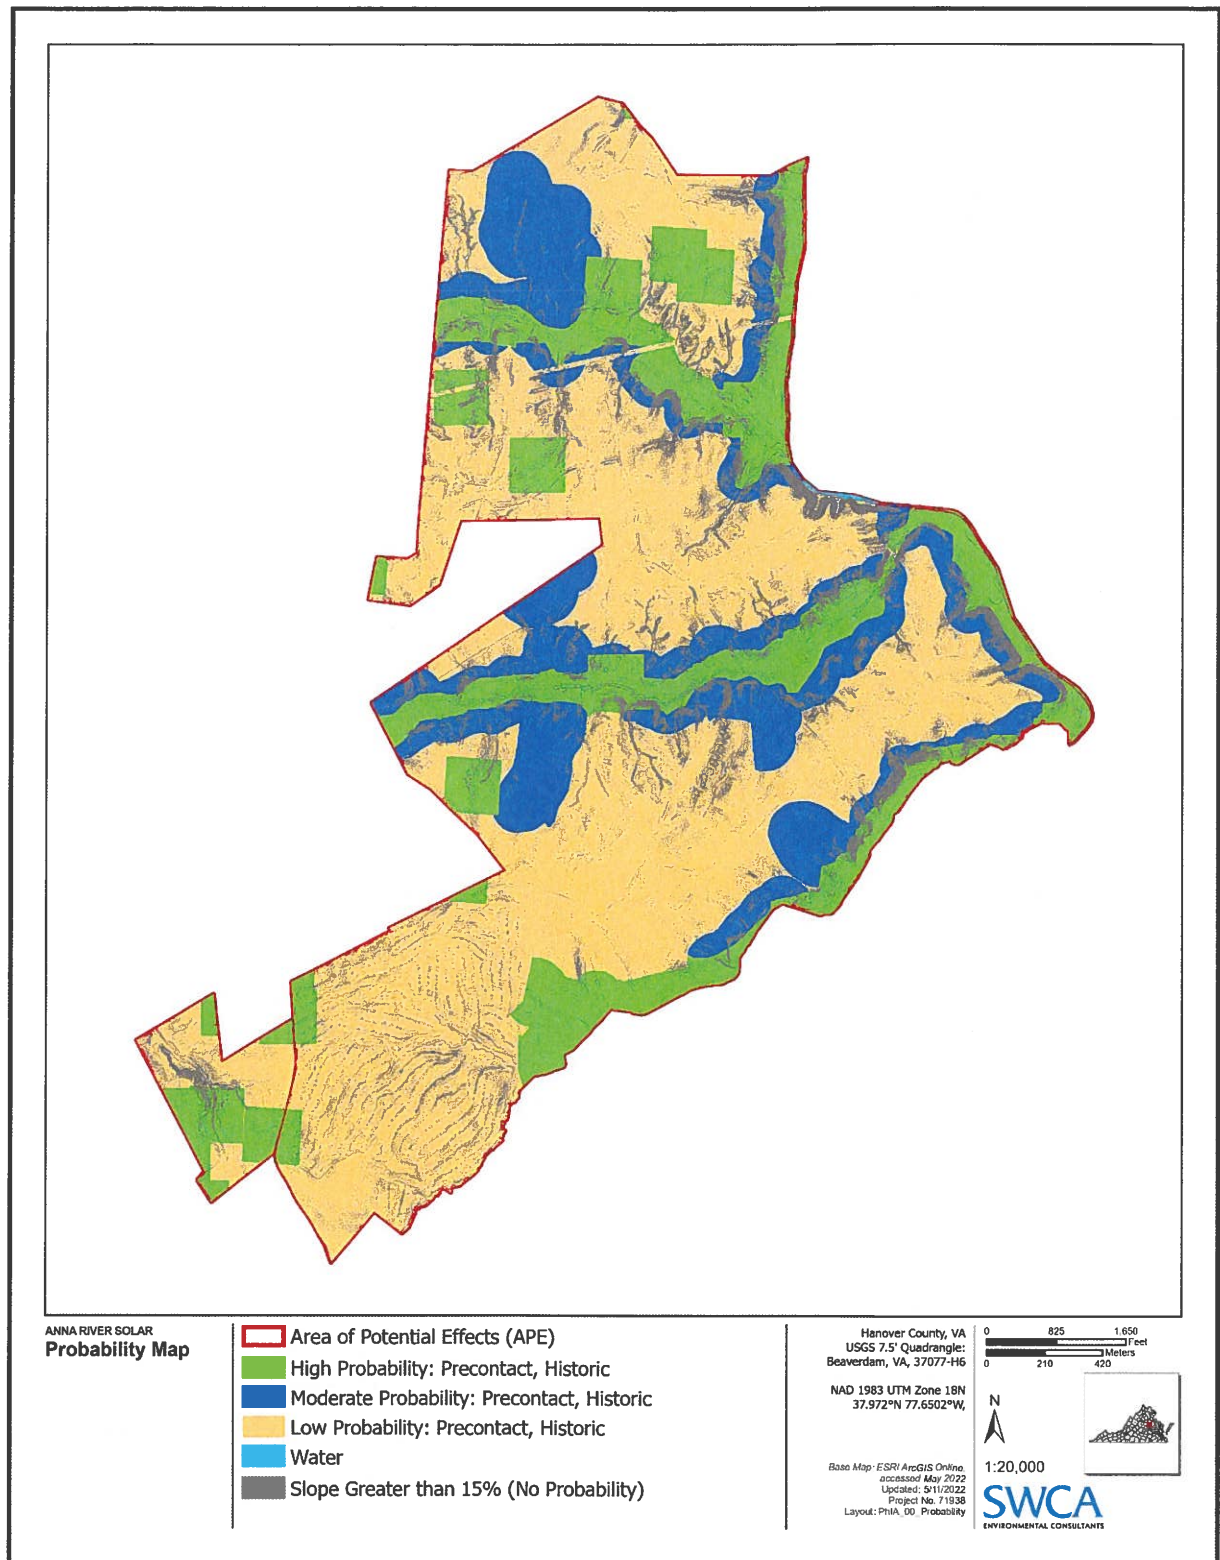 ANNA RIVER SOLAR
Probability Map
Area of Potential Effects (APE)
High Probability: Precontact, Historic
Moderate Probability: Precontact, Historic
Low Probability: Precontact, Historic
Water
Slope Greater than 15% (No Probability)
Hanover County, VA
USGS 7.5' Quadrangle:
Beaverdam, VA, 37077-H6
NAD 1983 UTM Zone 18N
37.972°N 77.6502°W,
Base Map: ESRI ArcGIS Online,
accessed May 2022
Updated: 5/11/2022
Project No. 71938
Layout: PhIA_00_Probability
0 825 1,650
Feet
Meters
0 210 420
N
1:20,000
SWCA
ENVIRONMENTAL CONSULTANTS